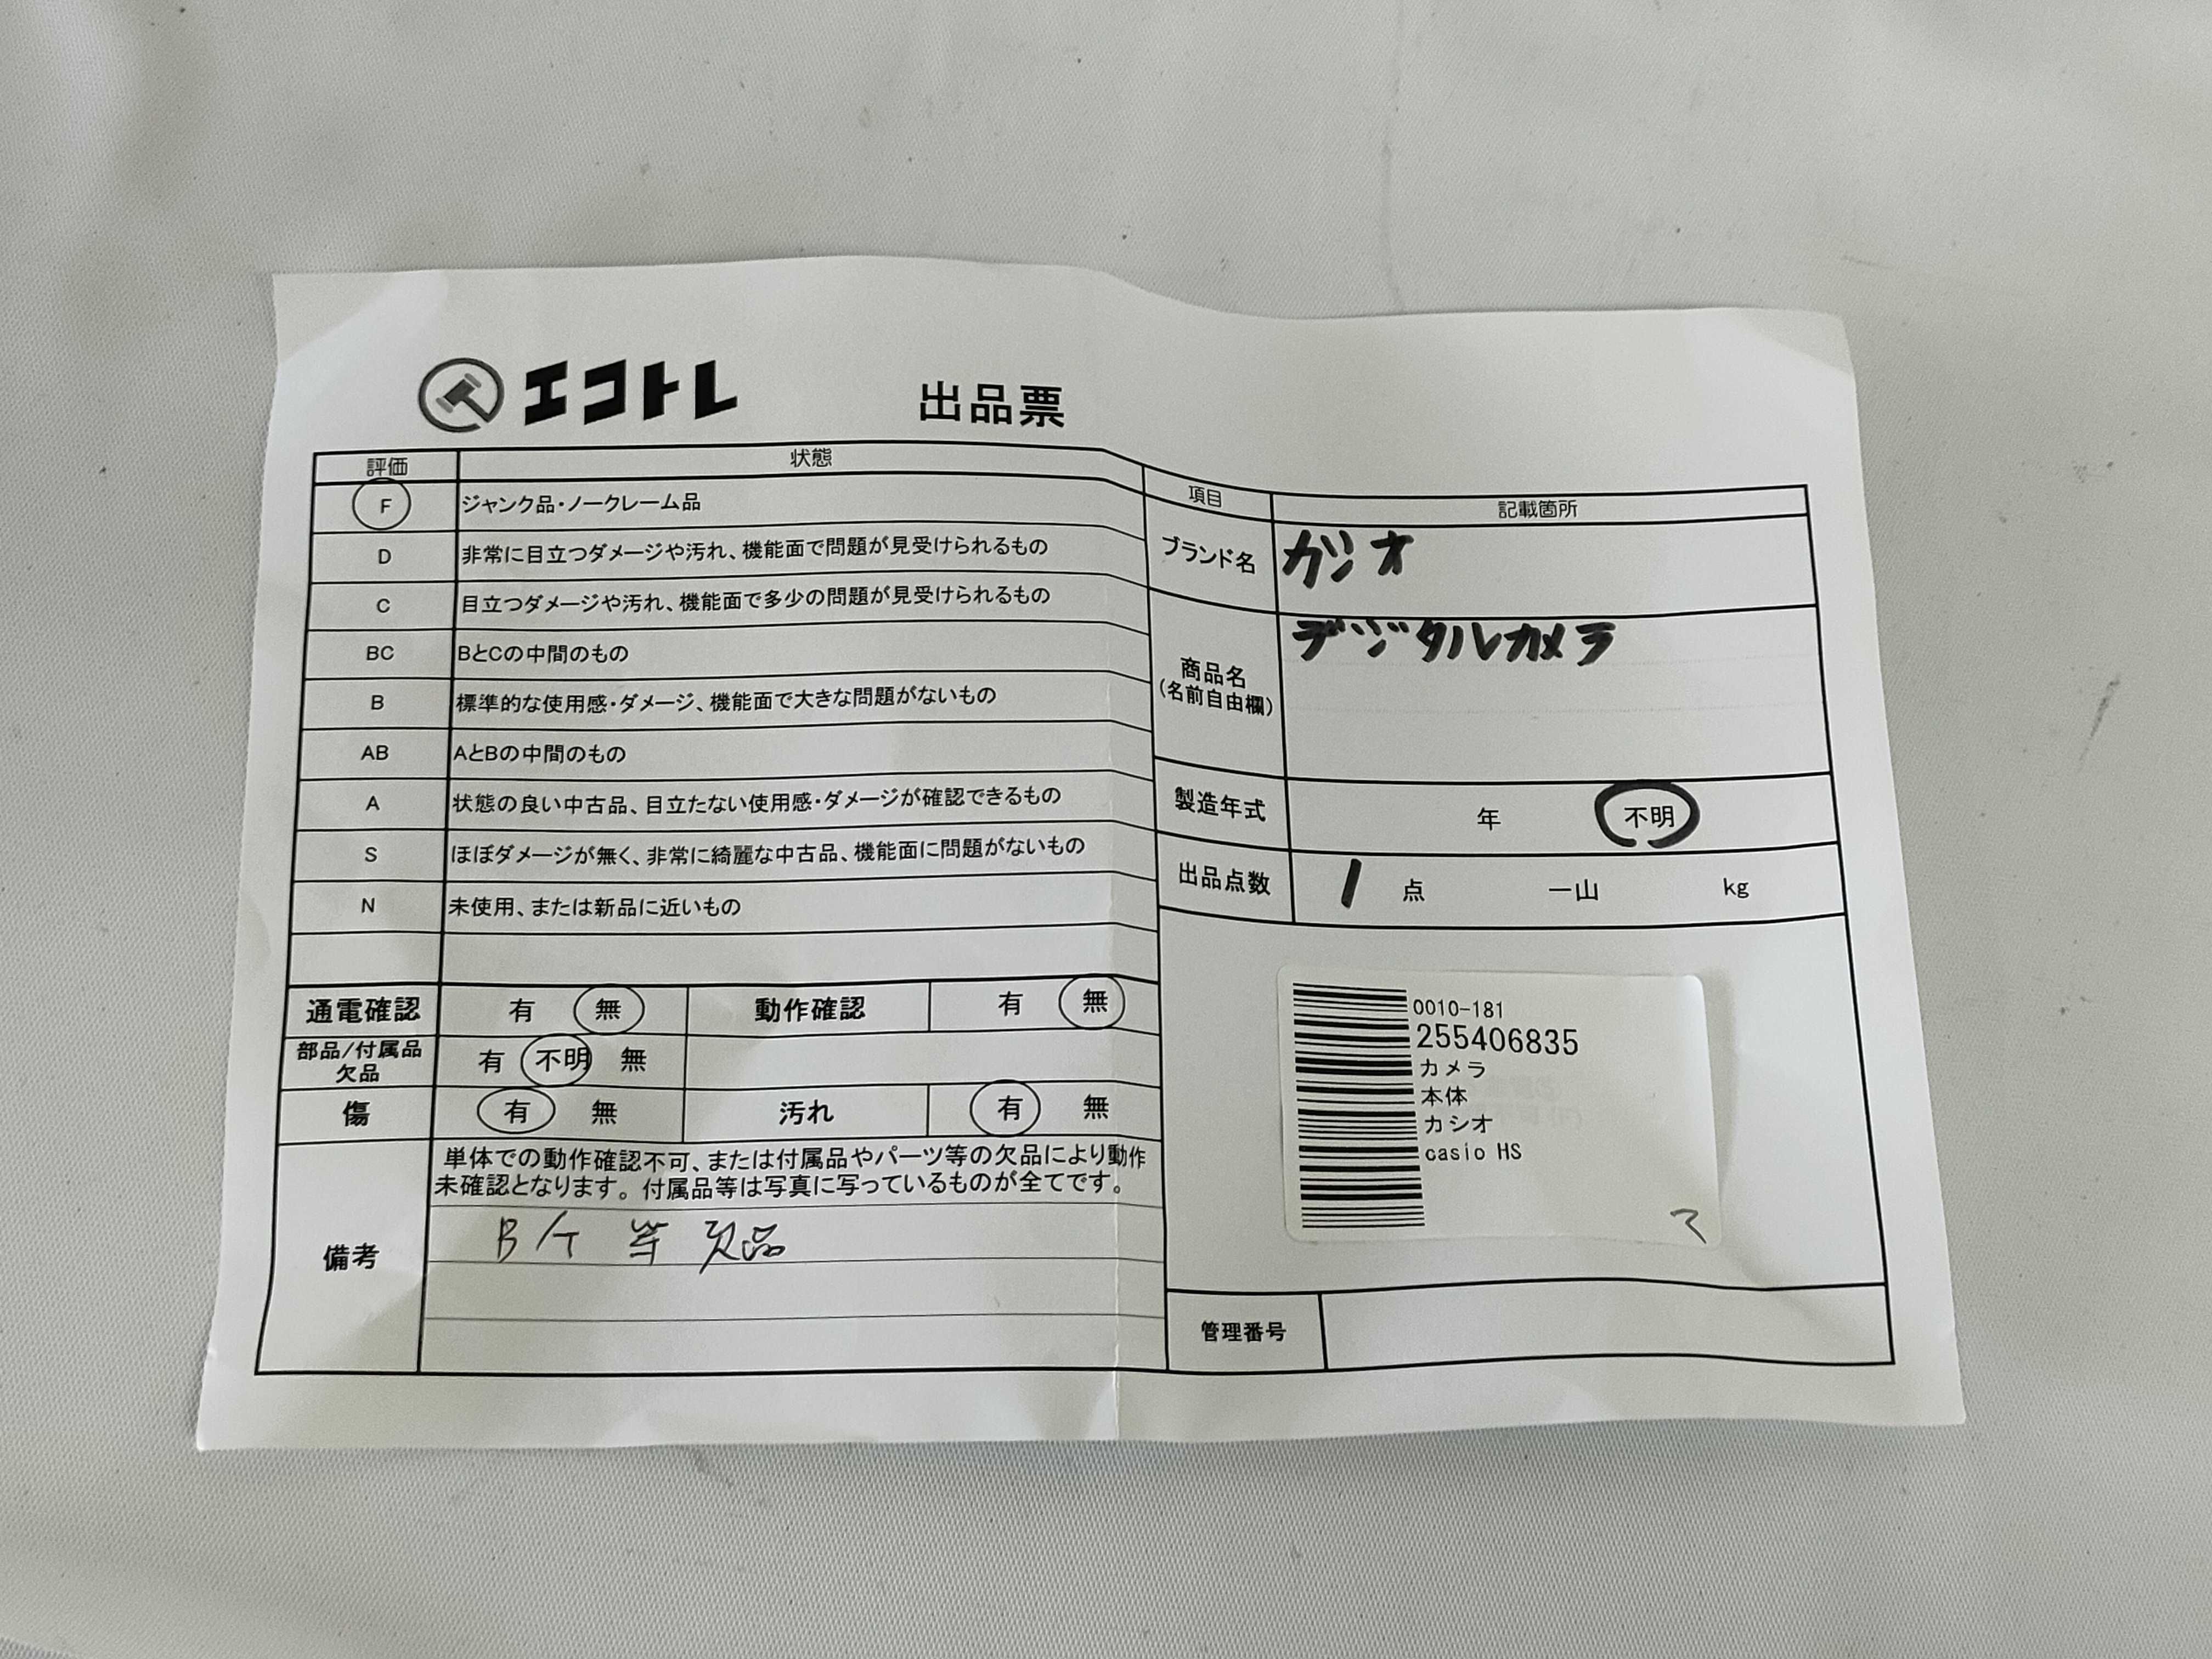 エコトレ 出品票
評価 状態
F ジャンク品・ノークレーム品
D 非常に目立つダメージや汚れ、機能面で問題が見受けられるもの
C 目立つダメージや汚れ、機能面で多少の問題が見受けられるもの
BC BとCの中間のもの
B 標準的な使用感・ダメージ、機能面で大きな問題がないもの
AB AとBの中間のもの
A 状態の良い中古品、目立たない使用感・ダメージが確認できるもの
S ほぼダメージが無く、非常に綺麗な中古品、機能面に問題がないもの
N 未使用、または新品に近いもの
通電確認 有 無 動作確認 有 無
部品/付属品
欠品 有 不明 無
傷 有 無 汚れ 有 無
備考
単体での動作確認不可、または付属品やパーツ等の欠品により動作
未確認となります。付属品等は写真に写っているものが全てです。
B/T 等 欠品
項目 記載箇所
ブランド名 カシオ
商品名
(名前自由欄) デジタルカメラ
製造年式 年 不明
出品点数 1 点 一山 kg
0010-181
255406835
カメラ
本体
カシオ
casio HS
管理番号